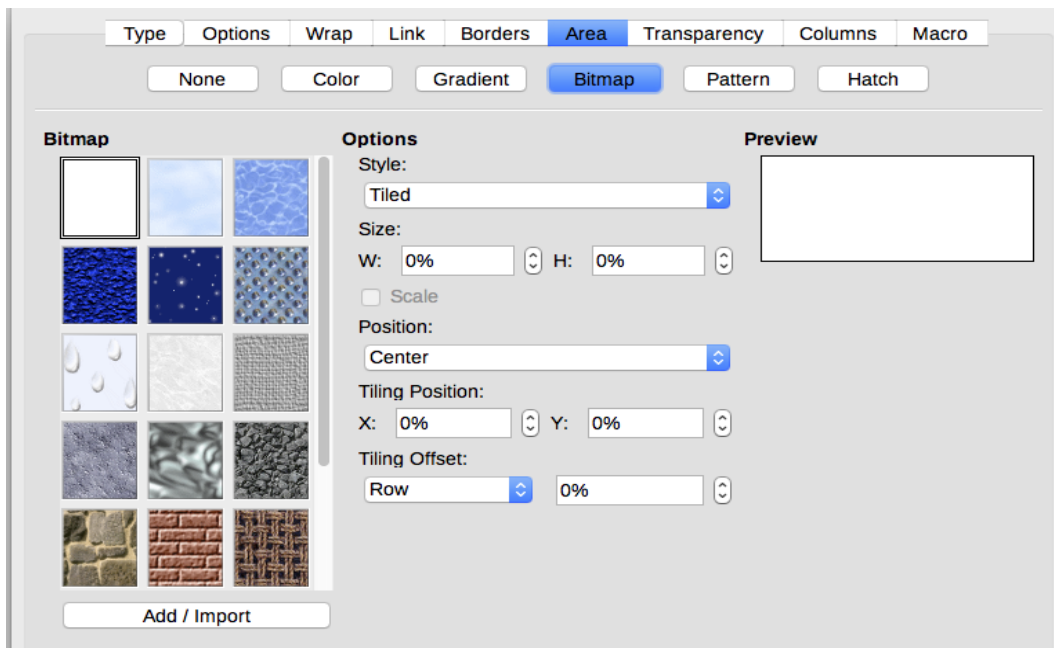 Type Options Wrap Link Borders Area Transparency Columns Macro
None Color Gradient Bitmap Pattern Hatch
Bitmap
Add / Import
Options
Style:
Tiled
Size:
W: 0% H: 0%
Scale
Position:
Center
Tiling Position:
X: 0% Y: 0%
Tiling Offset:
Row 0%
Preview